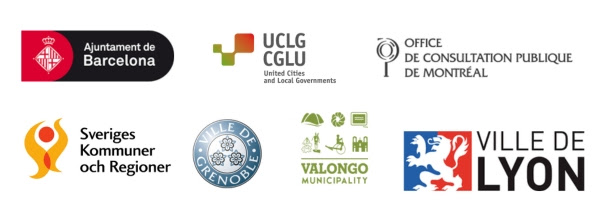 Ajuntament de
Barcelona
UCLG
CGLU
United Cities
and Local Governments
OFFICE
DE CONSULTATION PUBLIQUE
DE MONTRÉAL
Sveriges
Kommuner
och Regioner
VILLE DE
GRENOBLE
VALONGO
MUNICIPALITY
VILLE DE
LYON